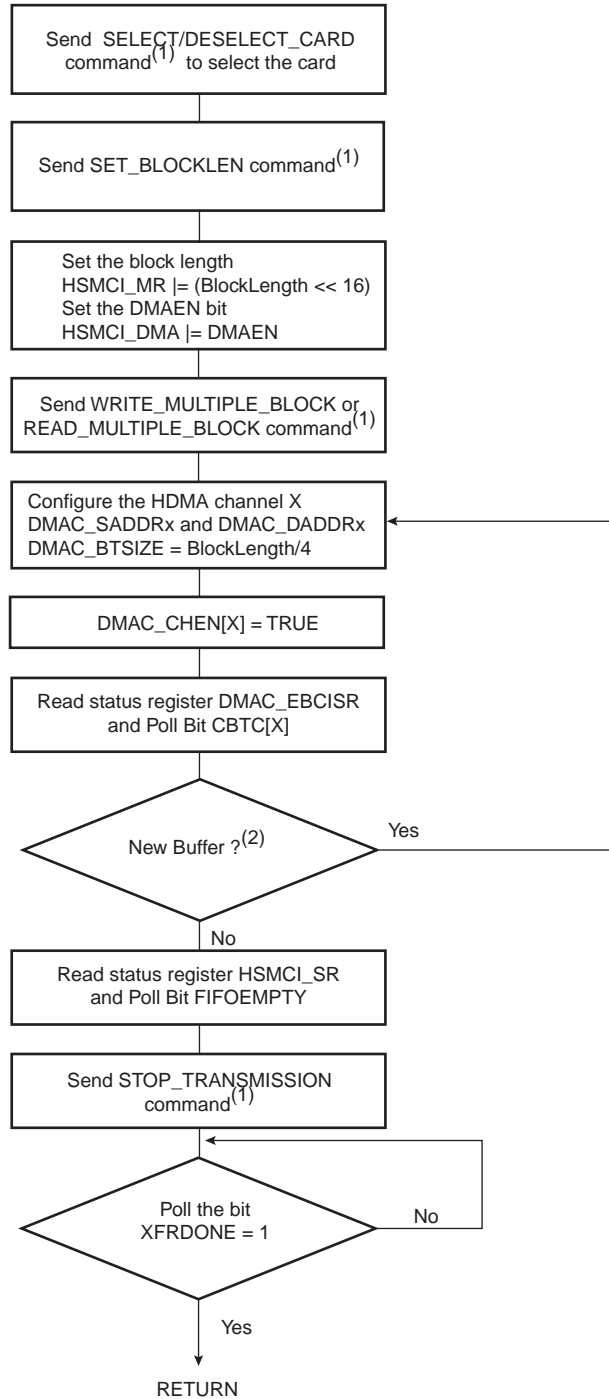 Send SELECT/DESELECT_CARD
command(1) to select the card
Send SET_BLOCKLEN command(1)
Set the block length
HSMCI_MR |= (BlockLength << 16)
Set the DMAEN bit
HSMCI_DMA |= DMAEN
Send WRITE_MULTIPLE_BLOCK or
READ_MULTIPLE_BLOCK command(1)
Configure the HDMA channel X
DMAC_SADDRx and DMAC_DADDRx
DMAC_BTSIZE = BlockLength/4
DMAC_CHEN[X] = TRUE
Read status register DMAC_EBCISR
and Poll Bit CBTC[X]
New Buffer ?(2)
Yes
No
Read status register HSMCI_SR
and Poll Bit FIFOEMPTY
Send STOP_TRANSMISSION
command(1)
Poll the bit
XFRDONE = 1
No
Yes
RETURN